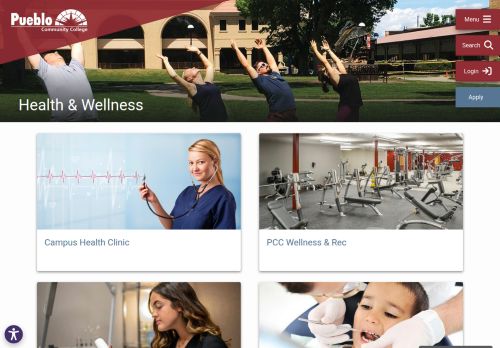 Pueblo
Community College
Menu
Search
Login
Apply
Health & Wellness
Campus Health Clinic
PCC Wellness & Rec